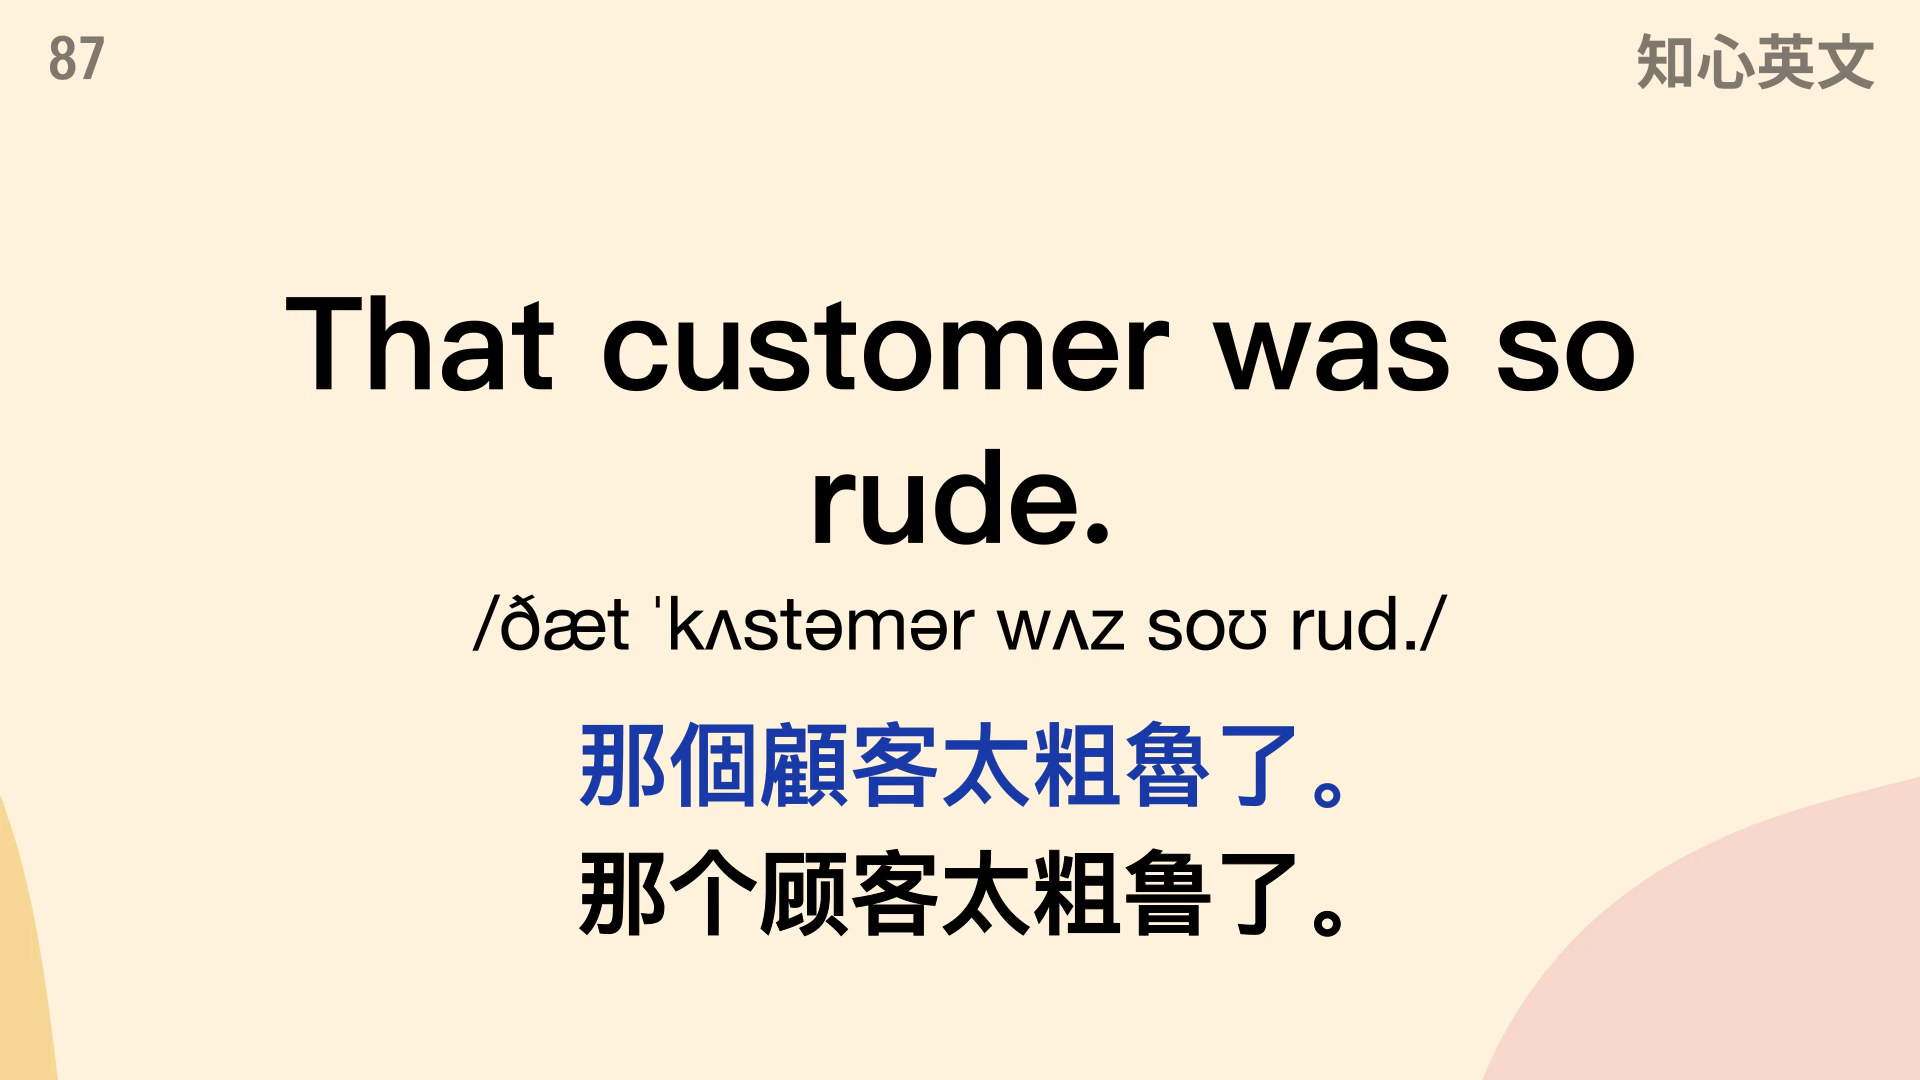 87
知心英文
That customer was so
rude.
/ðæt ˈkʌstəmər wʌz soʊ rud./
那個顧客太粗魯了。
那个顾客太粗鲁了。